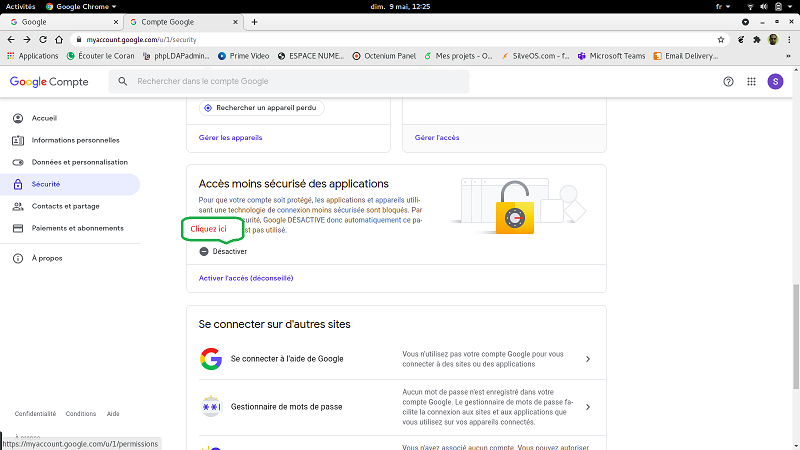 Activités
Google Chrome
dim. 9 mai, 12:25
fr
Google
Compte Google
myaccount.google.com/u/1/security
Applications
Écouter le Coran
phpLDAPadmin...
Prime Video
ESPACE NUME...
Octenium Panel
Mes projets - O...
SilveOS.com - f...
Microsoft Teams
Email Delivery...
Google Compte
Rechercher dans le compte Google
S
Accueil
Informations personnelles
Données et personnalisation
Sécurité
Contacts et partage
Paiements et abonnements
À propos
Rechercher un appareil perdu
Gérer les appareils
Gérer l'accès
Accès moins sécurisé des applications
Pour que votre compte soit protégé, les applications et appareils utili-
sant une technologie de connexion moins sécurisée sont bloqués. Par
curité, Google DÉSACTIVE donc automatiquement ce pa-
est pas utilisé.
Cliquez ici
Désactiver
Activer l'accès (déconseillé)
Se connecter sur d'autres sites
Se connecter à l'aide de Google
Vous n'utilisez pas votre compte Google pour vous
connecter à des sites ou des applications
Gestionnaire de mots de passe
Aucun mot de passe n'est enregistré dans votre
compte Google. Le gestionnaire de mots de passe fa-
cilite la connexion aux sites et aux applications que
vous utilisez sur vos appareils connectés.
Vous n'avez associé aucun compte. Vous pouvez autoriser
Confidentialité
Conditions
Aide
À propos
https://myaccount.google.com/u/1/permissions